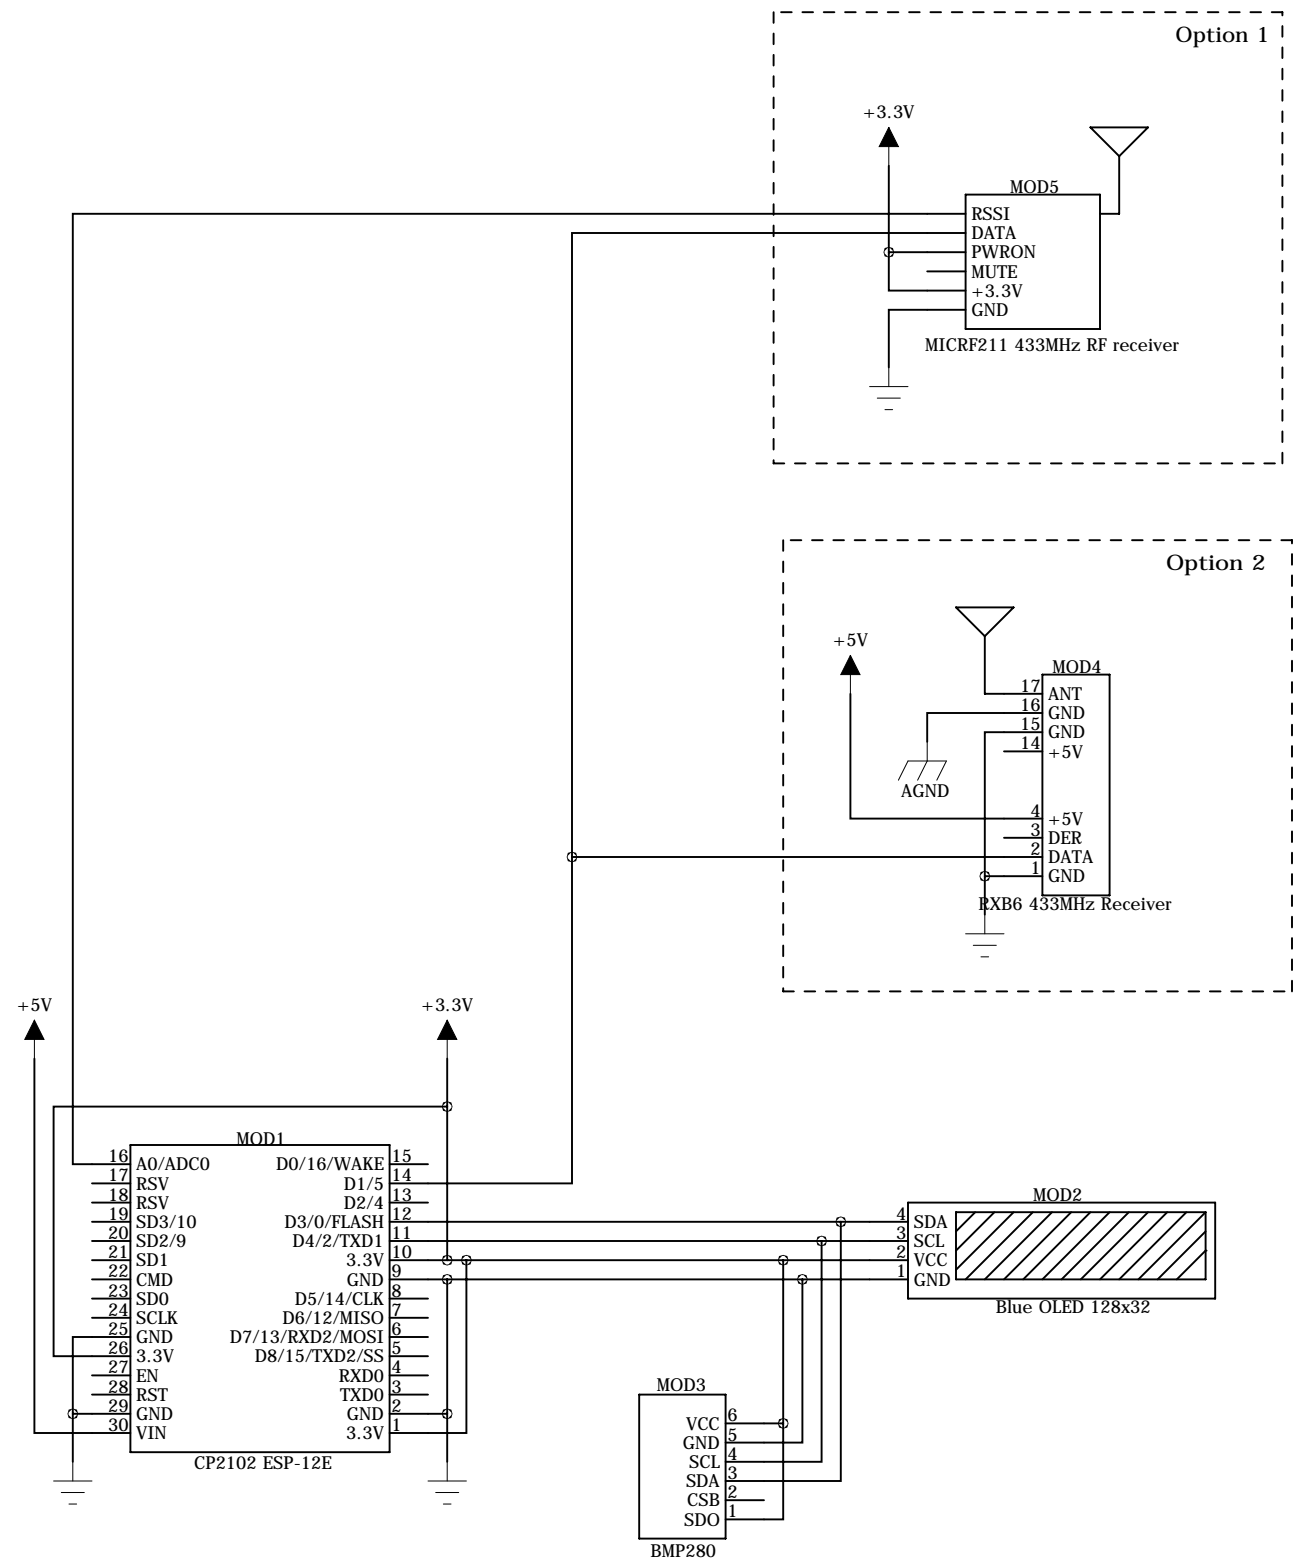 Option 1
+3.3V
MOD5
RSSI
DATA
PWRON
MUTE
+3.3V
GND
MICRF211 433MHz RF receiver
Option 2
+5V
MOD4
17 ANT
16 GND
15 GND
14 +5V
AGND
4 +5V
3 DER
2 DATA
1 GND
RXB6 433MHz Receiver
+5V
+3.3V
MOD1
16 A0/ADC0 D0/16/WAKE 15
17 RSV D1/5 14
18 RSV D2/4 13
19 SD3/10 D3/0/FLASH 12
20 SD2/9 D4/2/TXD1 11
21 SD1 3.3V 10
22 CMD GND 9
23 SD0 D5/14/CLK 8
24 SCLK D6/12/MISO 7
25 GND D7/13/RXD2/MOSI 6
26 3.3V D8/15/TXD2/SS 5
27 EN RXD0 4
28 RST TXD0 3
29 GND GND 2
30 VIN 3.3V 1
CP2102 ESP-12E
MOD2
4 SDA
3 SCL
2 VCC
1 GND
Blue OLED 128x32
MOD3
VCC 6
GND 5
SCL 4
SDA 3
CSB 2
SDO 1
BMP280